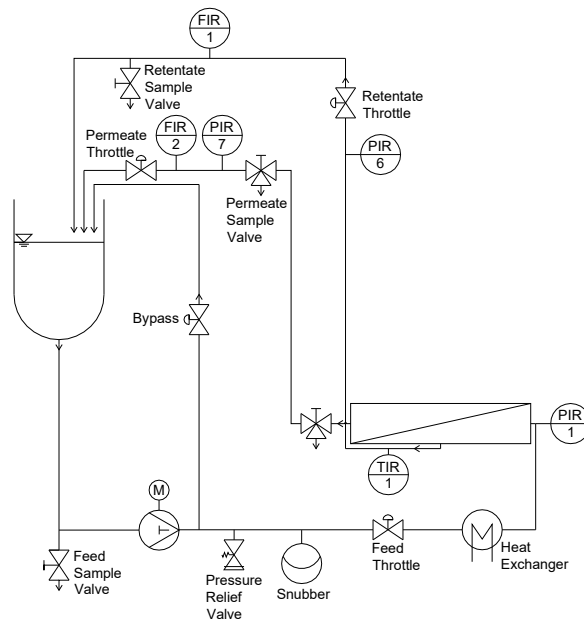 FIR
1
Retentate
Sample
Valve
Retentate
Throttle
Permeate
Throttle
FIR
2
PIR
7
PIR
6
Permeate
Sample
Valve
Bypass
PIR
1
TIR
1
M
Feed
Sample
Valve
Pressure
Relief
Valve
Snubber
Feed
Throttle
Heat
Exchanger